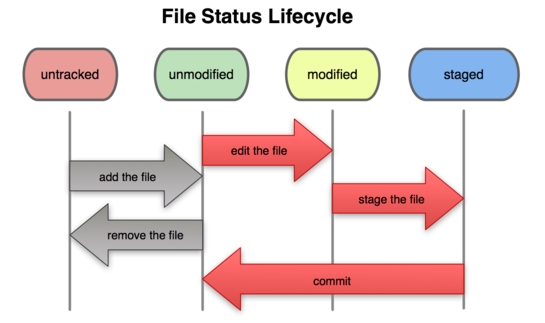 File Status Lifecycle
untracked
unmodified
modified
staged
edit the file
add the file
stage the file
remove the file
commit